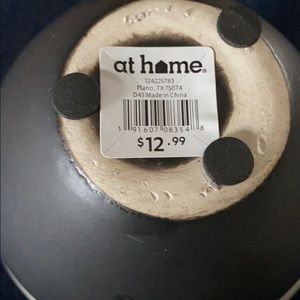 at home®
124225783
Plano, TX 75074
D45 Made in China
1 91607 08354 8
$12.99